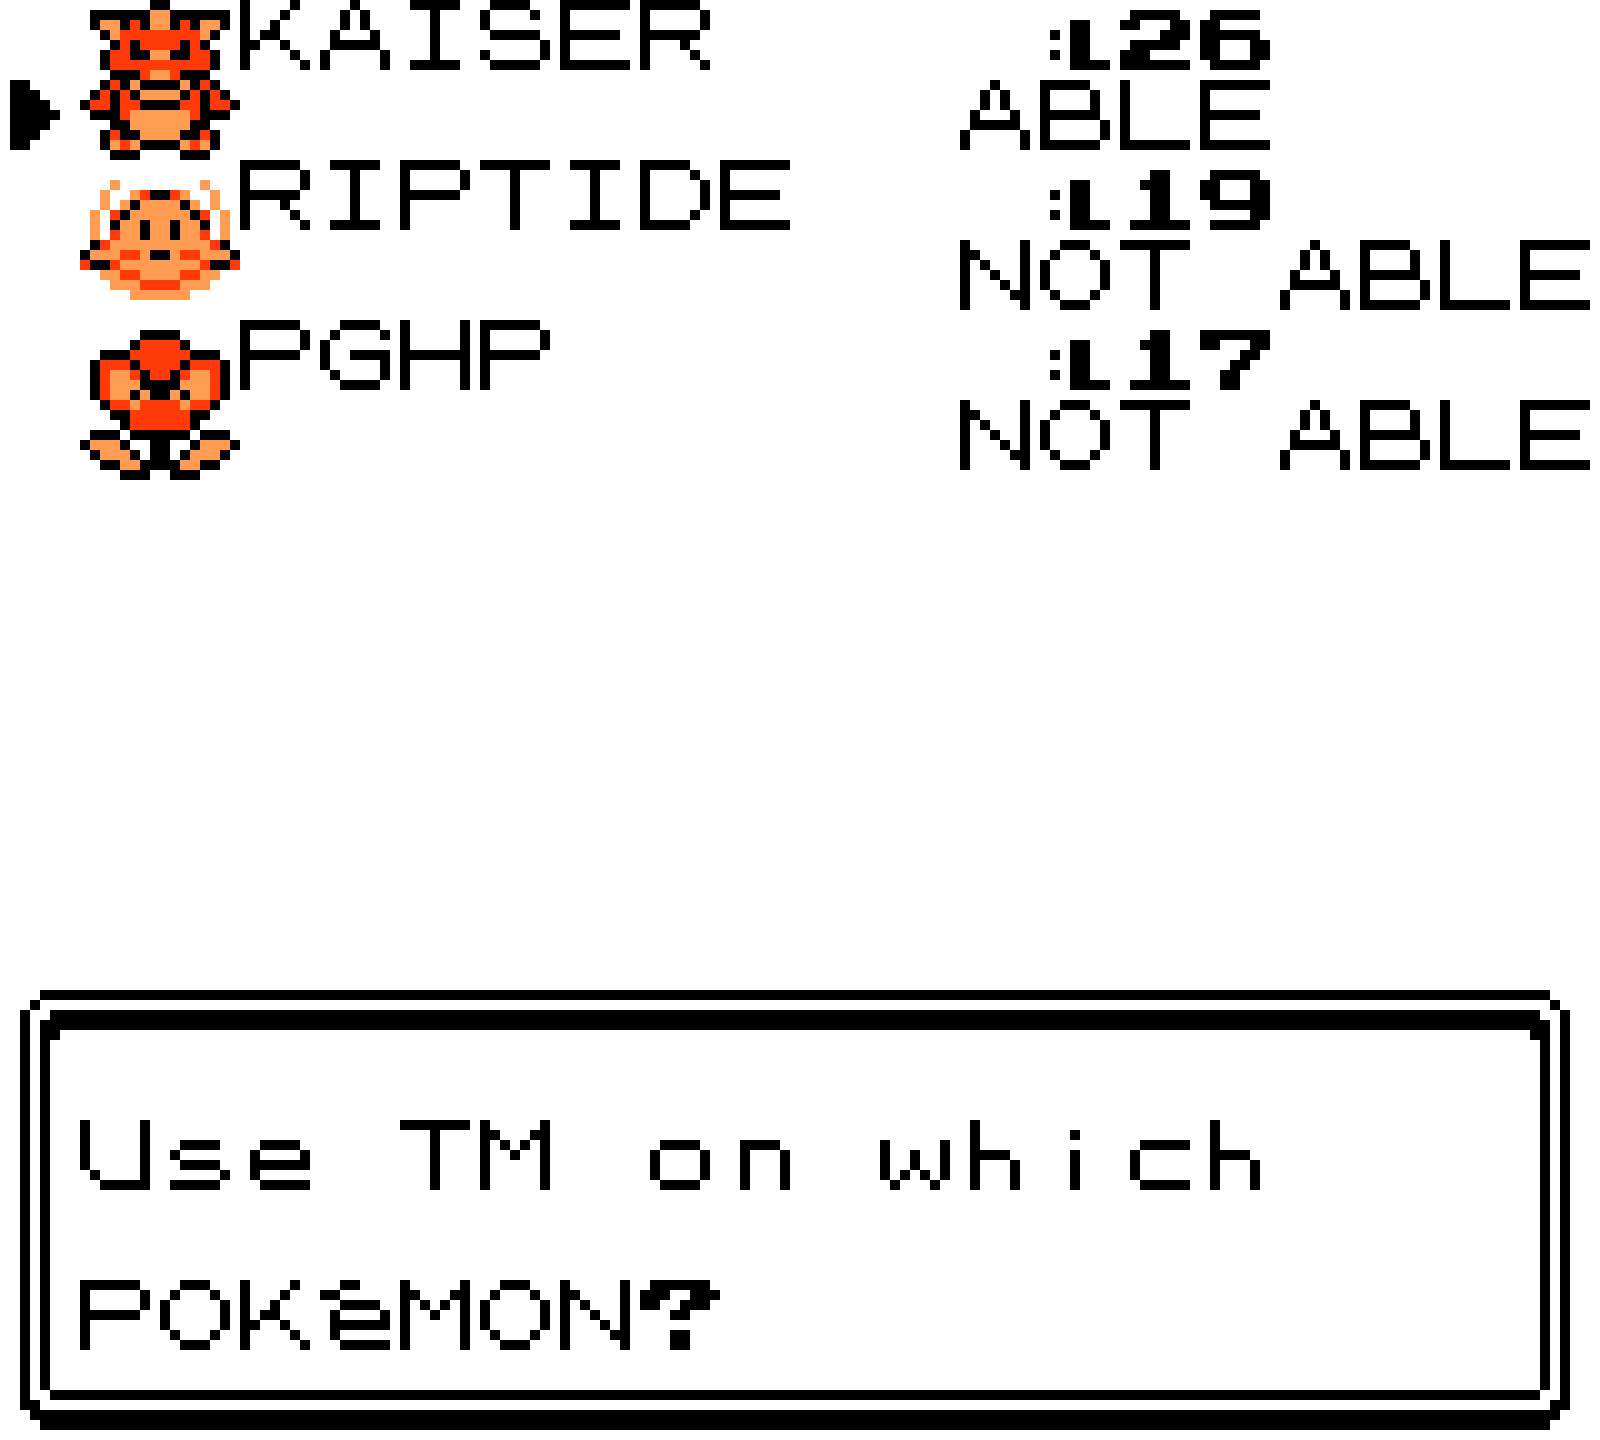 KAISER :L26
ABLE
RIPTIDE :L19
NOT ABLE
PGHP :L17
NOT ABLE
Use TM on which
POKéMON?